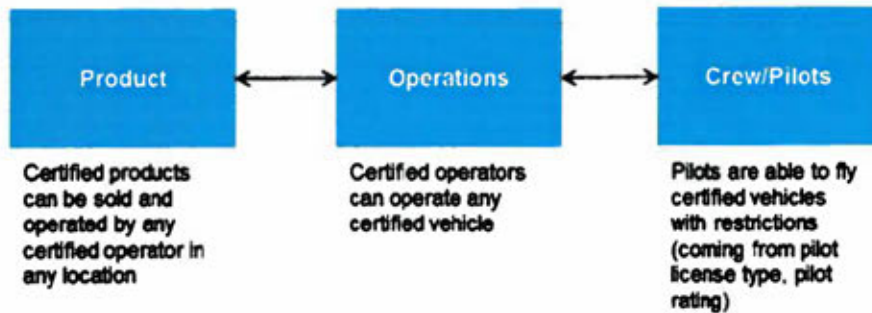 Product
Operations
Crew/Pilots
Certified products
can be sold and
operated by any
certified operator in
any location
Certified operators
can operate any
certified vehicle
Pilots are able to fly
certified vehicles
with restrictions
(coming from pilot
license type, pilot
rating)